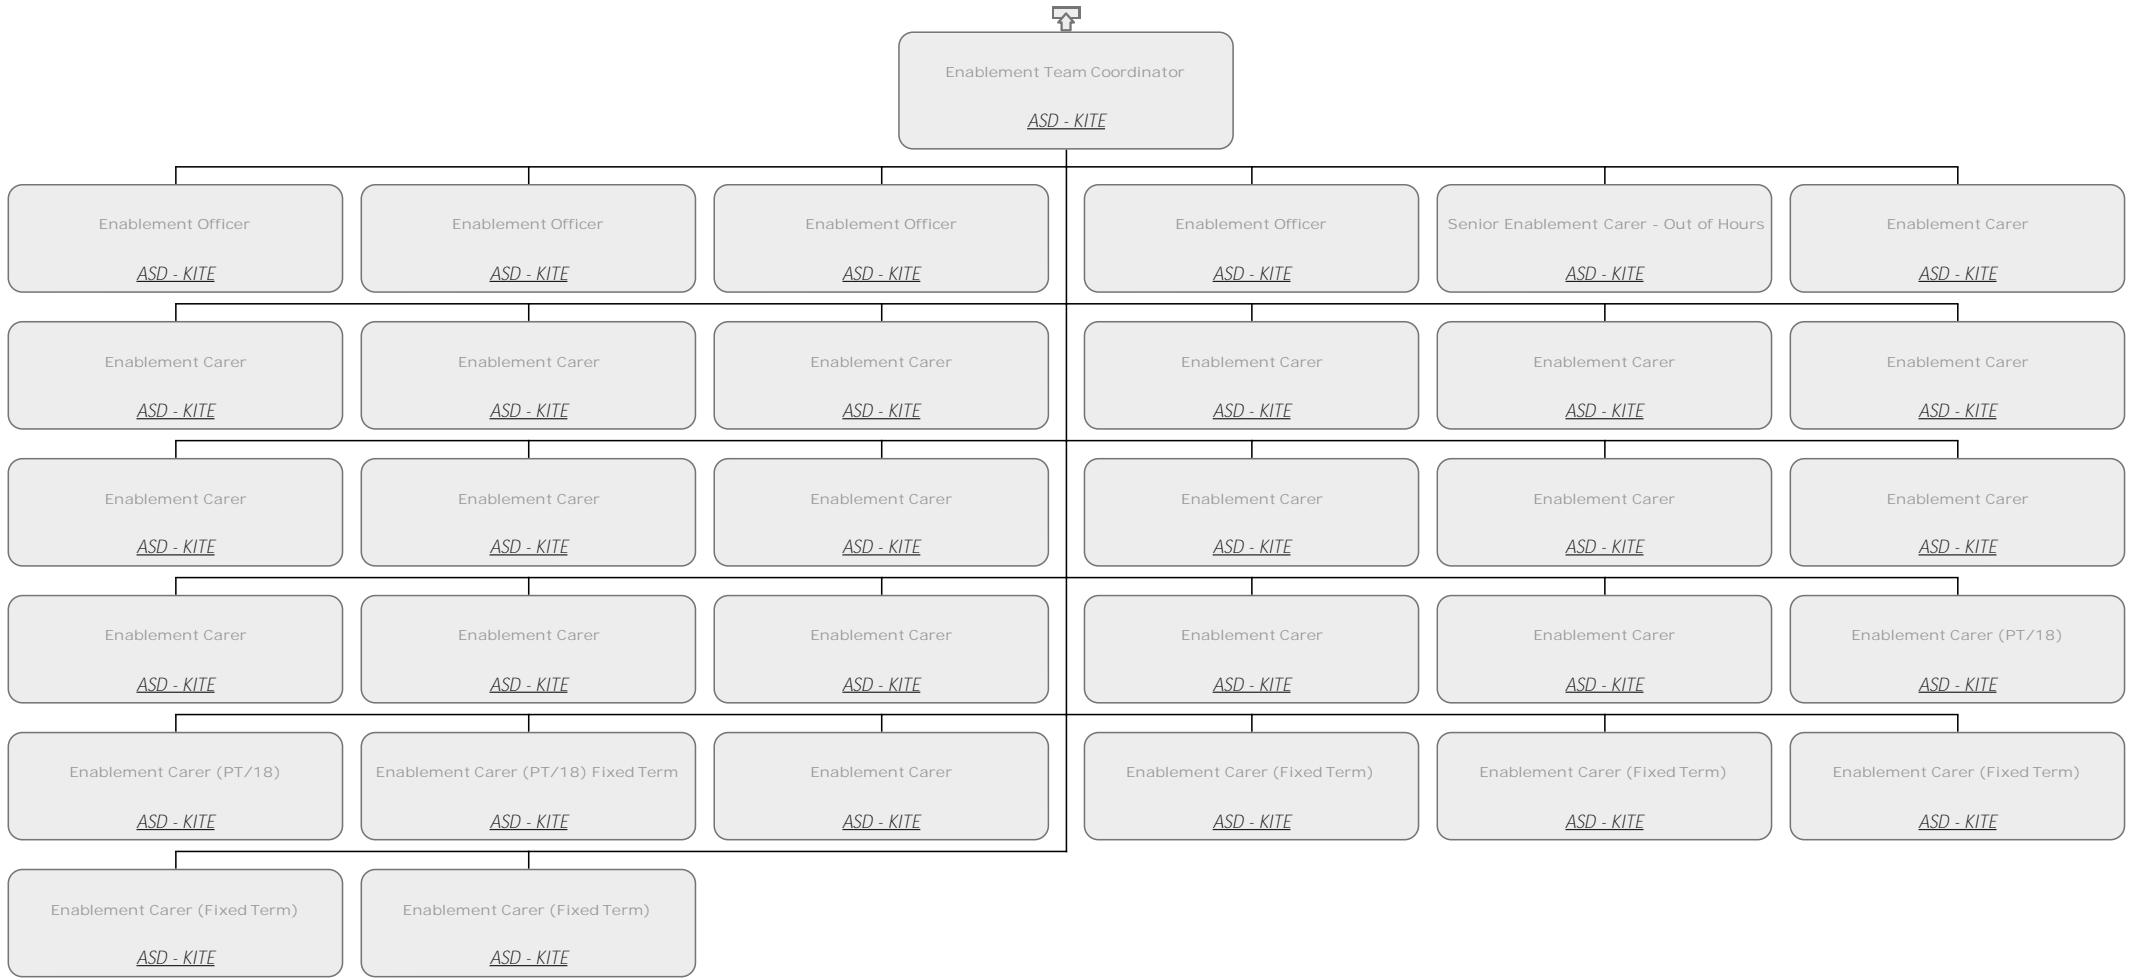 Enablement Team Coordinator
ASD - KITE
Enablement Officer
ASD - KITE
Enablement Officer
ASD - KITE
Enablement Officer
ASD - KITE
Enablement Officer
ASD - KITE
Senior Enablement Carer - Out of Hours
ASD - KITE
Enablement Carer
ASD - KITE
Enablement Carer
ASD - KITE
Enablement Carer
ASD - KITE
Enablement Carer
ASD - KITE
Enablement Carer
ASD - KITE
Enablement Carer
ASD - KITE
Enablement Carer
ASD - KITE
Enablement Carer
ASD - KITE
Enablement Carer
ASD - KITE
Enablement Carer
ASD - KITE
Enablement Carer
ASD - KITE
Enablement Carer
ASD - KITE
Enablement Carer
ASD - KITE
Enablement Carer
ASD - KITE
Enablement Carer
ASD - KITE
Enablement Carer
ASD - KITE
Enablement Carer
ASD - KITE
Enablement Carer
ASD - KITE
Enablement Carer (PT/18)
ASD - KITE
Enablement Carer (PT/18)
ASD - KITE
Enablement Carer (PT/18) Fixed Term
ASD - KITE
Enablement Carer
ASD - KITE
Enablement Carer (Fixed Term)
ASD - KITE
Enablement Carer (Fixed Term)
ASD - KITE
Enablement Carer (Fixed Term)
ASD - KITE
Enablement Carer (Fixed Term)
ASD - KITE
Enablement Carer (Fixed Term)
ASD - KITE